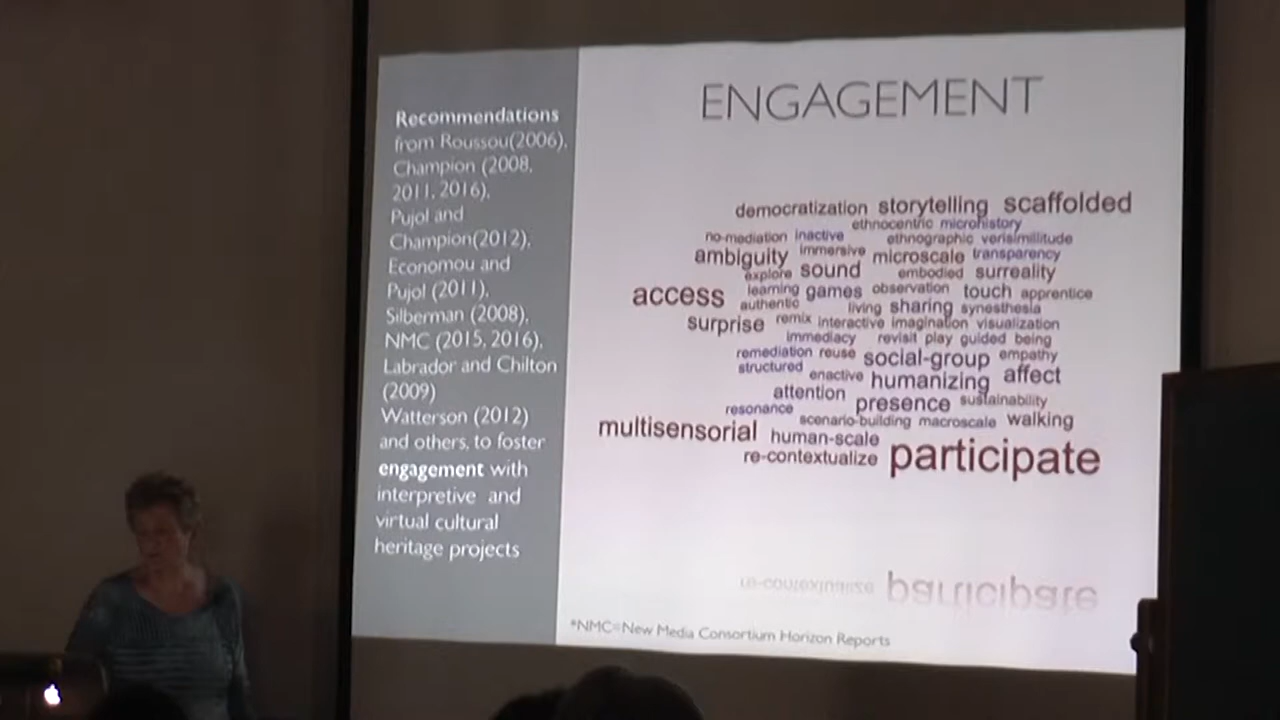 Recommendations
from Roussou(2006),
Champion (2008,
2011, 2016),
Pujol and
Champion(2012),
Economou and
Pujol (2011),
Silberman (2008),
NMC (2015, 2016),
Labrador and Chilton
(2009)
Watterson (2012)
and others, to foster
engagement with
interpretive and
virtual cultural
heritage projects
ENGAGEMENT
democratization storytelling scaffolded
ethnocentric microhistory
no-mediation inactive ethnographic verisimilitude
ambiguity immersive microscale transparency
explore sound embodied surreality
access learning games observation touch apprentice
authentic living sharing synesthesia
surprise remix interactive imagination visualization
immediacy revisit play guided being
remediation reuse social-group empathy
structured enactive humanizing affect
attention presence sustainability
resonance scenario-building macroscale walking
multisensorial human-scale
re-contextualize participate
*NMC=New Media Consortium Horizon Reports